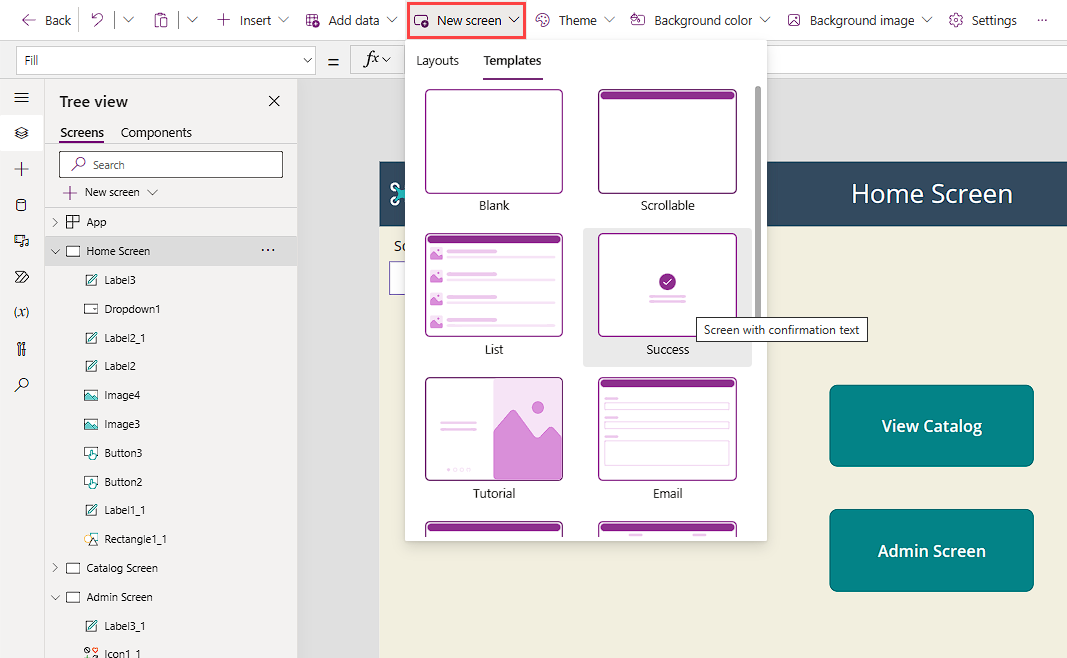 Back
Insert
Add data
New screen
Theme
Background color
Background image
Settings
...
Fill
=
fx
Layouts
Templates
Tree view
Screens
Components
Search
New screen
App
Home Screen
...
Label3
Dropdown1
Label2_1
Label2
Image4
Image3
Button3
Button2
Label1_1
Rectangle1_1
Catalog Screen
Admin Screen
Label3_1
Icon1_1
(x)
Blank
Scrollable
List
Success
Screen with confirmation text
Tutorial
Email
Home Screen
View Catalog
Admin Screen